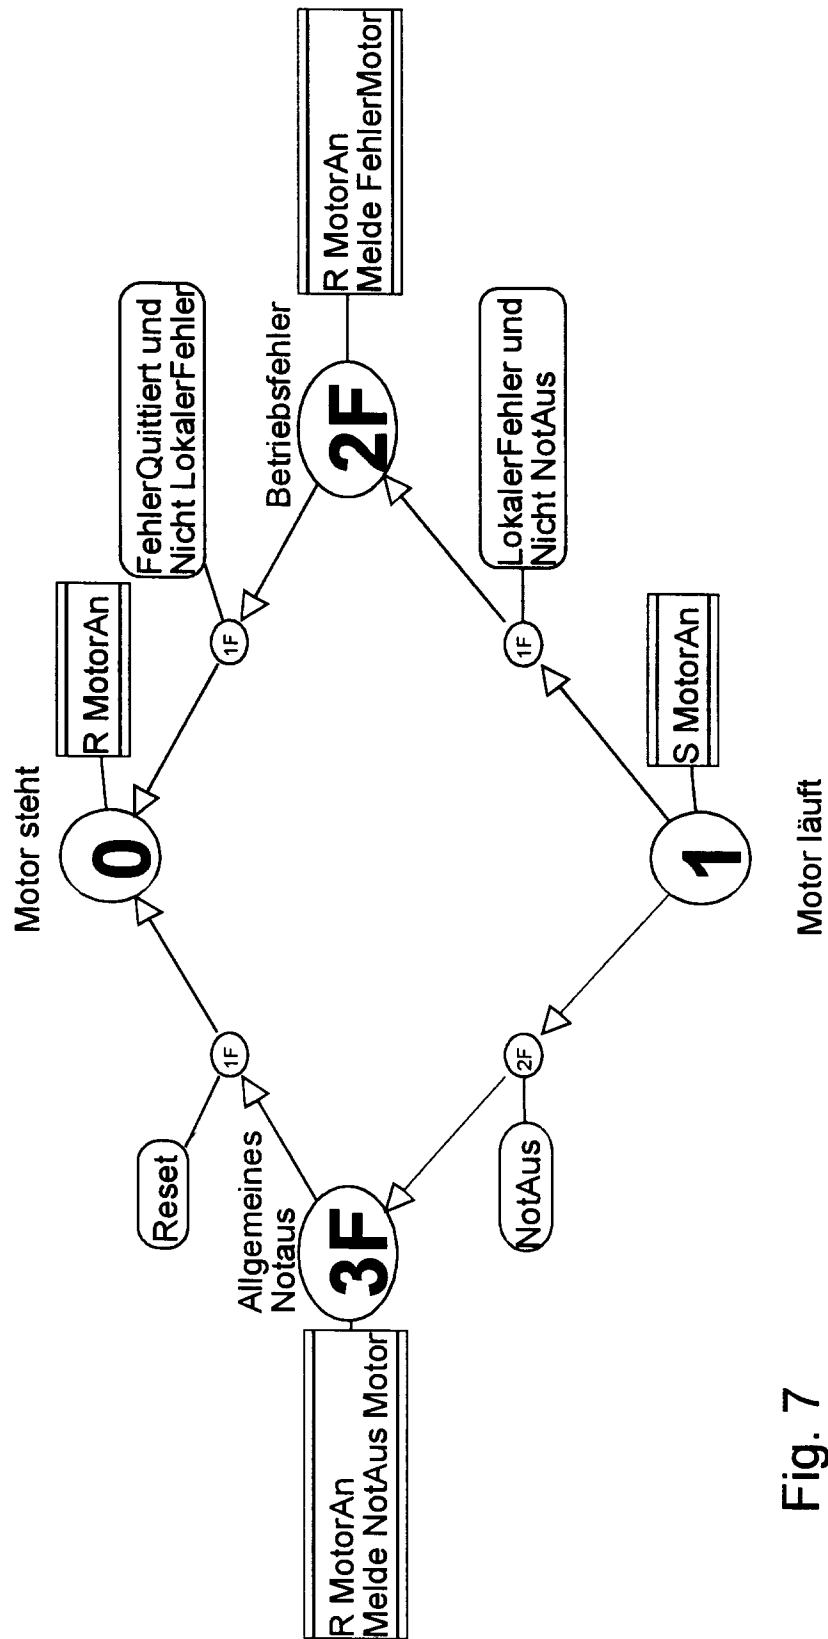 Motor steht
0
R MotorAn
Reset
1F
1F
FehlerQuittiert und
Nicht LokalerFehler
Allgemeines
Notaus
3F
R MotorAn
Melde NotAus Motor
Betriebsfehler
2F
R MotorAn
Melde FehlerMotor
NotAus
2F
1F
LokalerFehler und
Nicht NotAus
1
S MotorAn
Motor läuft
Fig. 7